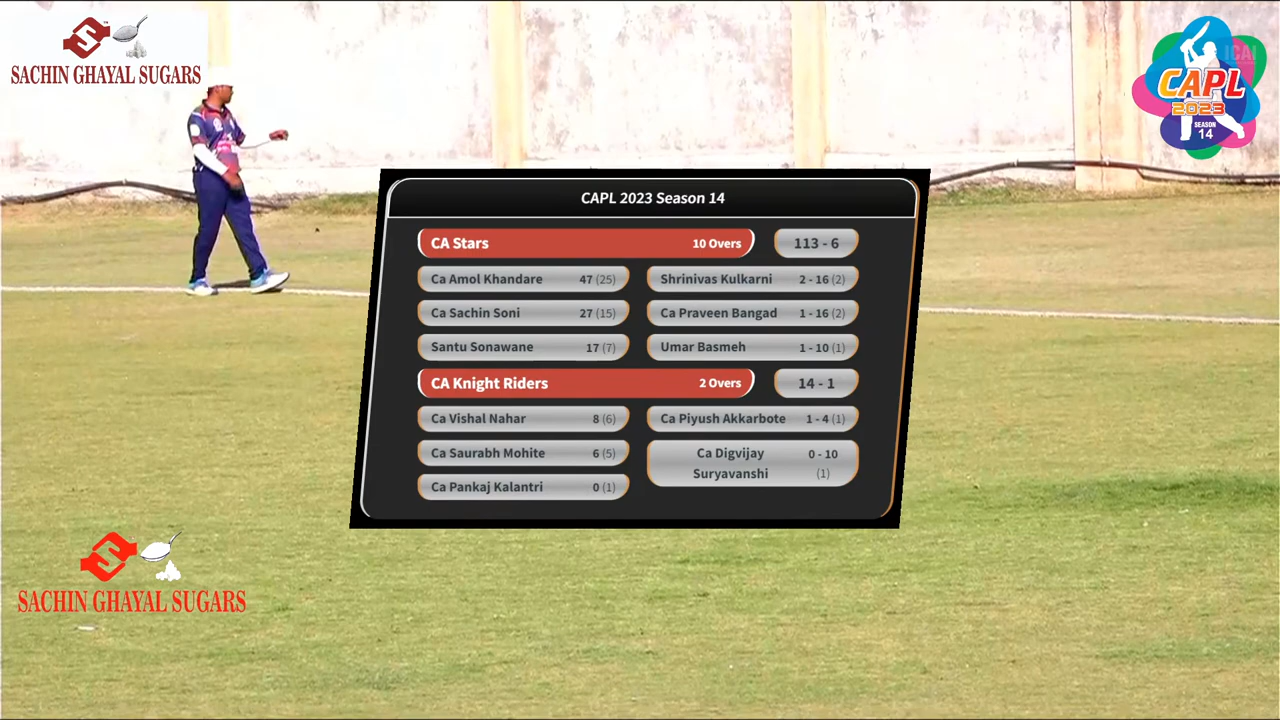 SACHIN GHAYAL SUGARS
ICAI
CAPL
2023
SEASON
14
CAPL 2023 Season 14
CA Stars 10 Overs 113 - 6
Ca Amol Khandare 47 (25) Shrinivas Kulkarni 2 - 16 (2)
Ca Sachin Soni 27 (15) Ca Praveen Bangad 1 - 16 (2)
Santu Sonawane 17 (7) Umar Basmeh 1 - 10 (1)
CA Knight Riders 2 Overs 14 - 1
Ca Vishal Nahar 8 (6) Ca Piyush Akkarbote 1 - 4 (1)
Ca Saurabh Mohite 6 (5) Ca Digvijay 0 - 10
Suryavanshi (1)
Ca Pankaj Kalantri 0 (1)
SACHIN GHAYAL SUGARS